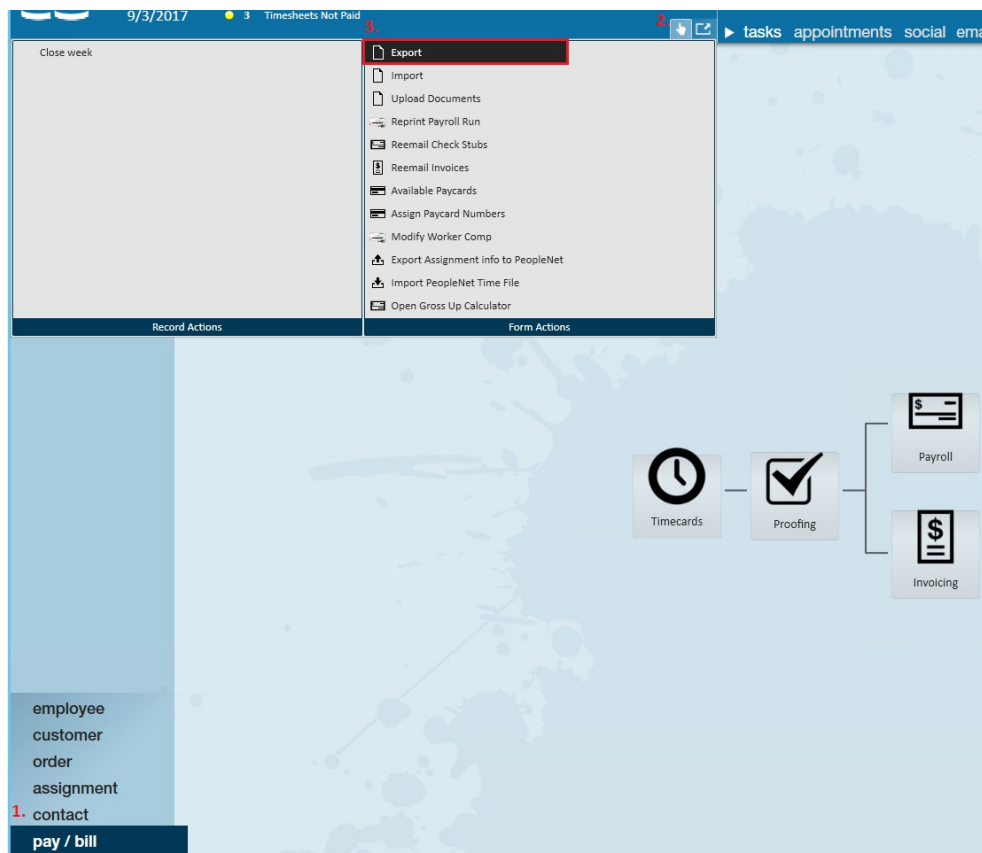 9/3/2017 3 Timesheets Not Paid
3.
2.
tasks appointments social ema
Close week
Export
Import
Upload Documents
Reprint Payroll Run
Reemail Check Stubs
Reemail Invoices
Available Paycards
Assign Paycard Numbers
Modify Worker Comp
Export Assignment info to PeopleNet
Import PeopleNet Time File
Open Gross Up Calculator
Record Actions
Form Actions
$
Payroll
Timecards
Proofing
$
Invoicing
employee
customer
order
assignment
1. contact
pay / bill